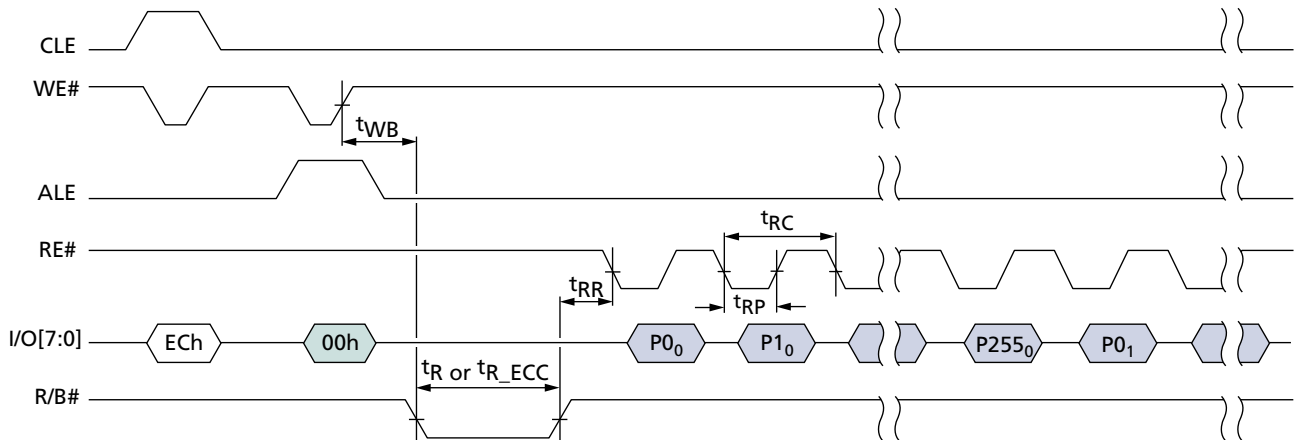 CLE
WE#
tWB
ALE
RE#
tRC
tRR
tRP
I/O[7:0]
ECh
00h
P0₀
P1₀
P255₀
P0₁
tR or tR_ECC
R/B#